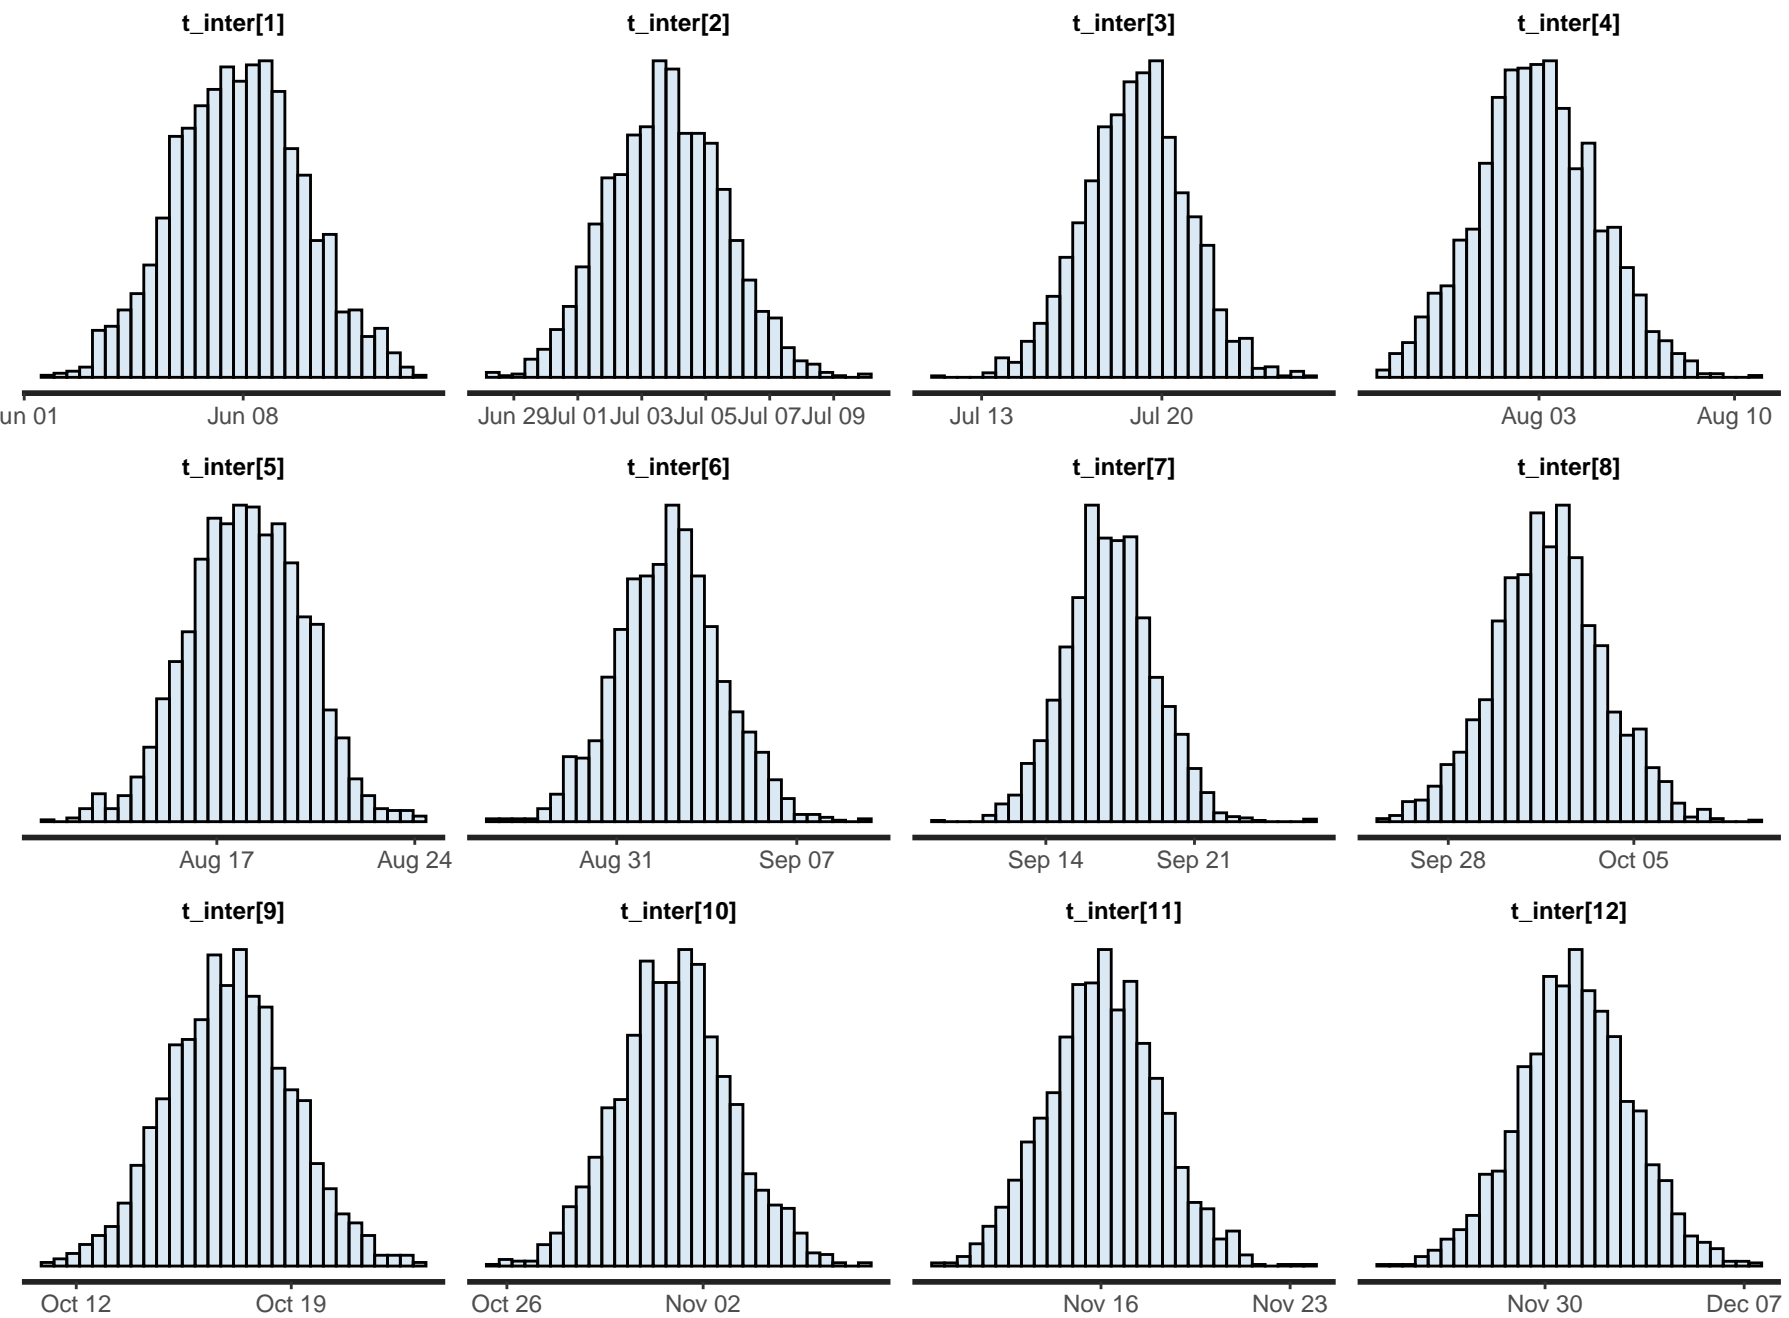 t_inter[1] t_inter[2] t_inter[3] t_inter[4]
un 01 Jun 08 Jun 29 Jul 01 Jul 03 Jul 05 Jul 07 Jul 09 Jul 13 Jul 20 Aug 03 Aug 10
t_inter[5] t_inter[6] t_inter[7] t_inter[8]
Aug 17 Aug 24 Aug 31 Sep 07 Sep 14 Sep 21 Sep 28 Oct 05
t_inter[9] t_inter[10] t_inter[11] t_inter[12]
Oct 12 Oct 19 Oct 26 Nov 02 Nov 16 Nov 23 Nov 30 Dec 07